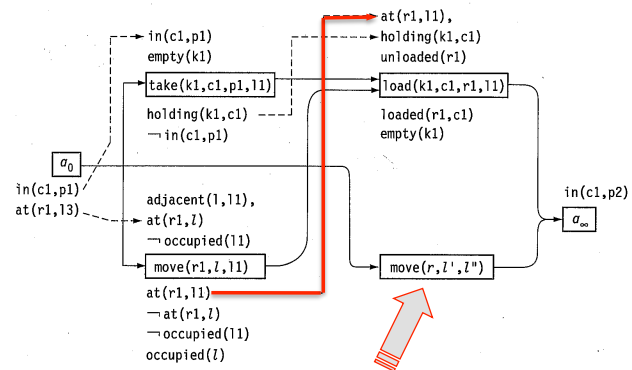 in(c1,p1)
empty(k1)
take(k1,c1,p1,l1)
holding(k1,c1)
¬in(c1,p1)
at(r1,l1),
holding(k1,c1)
unloaded(r1)
load(k1,c1,r1,l1)
loaded(r1,c1)
empty(k1)
a₀
in(c1,p1)
at(r1,l3)
adjacent(l,l1),
at(r1,l)
¬occupied(l1)
move(r1,l,l1)
at(r1,l1)
¬at(r1,l)
¬occupied(l1)
occupied(l)
move(r,l',l")
in(c1,p2)
a∞